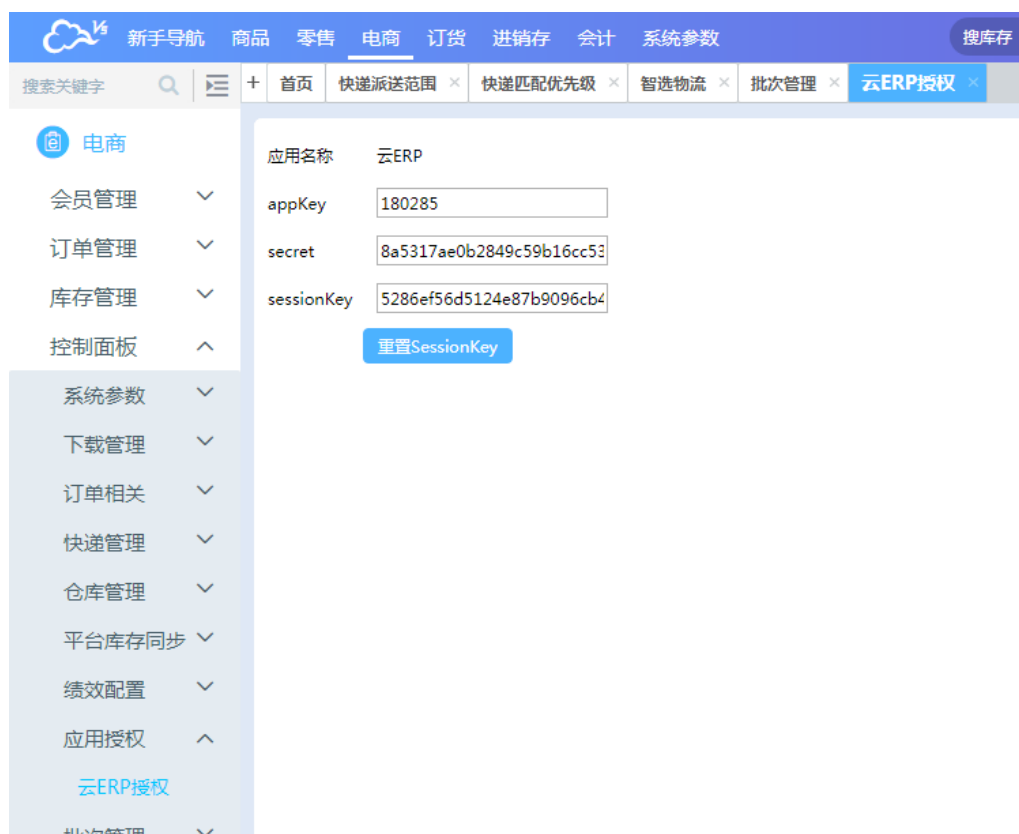 V5 新手导航 商品 零售 电商 订货 进销存 会计 系统参数 搜库存
搜索关键字 + 首页 快递派送范围 × 快递匹配优先级 × 智选物流 × 批次管理 × 云ERP授权 ×
电商
会员管理
订单管理
库存管理
控制面板
系统参数
下载管理
订单相关
快递管理
仓库管理
平台库存同步
绩效配置
应用授权
云ERP授权
批次管理
应用名称 云ERP
appKey 180285
secret 8a5317ae0b2849c59b16cc53
sessionKey 5286ef56d5124e87b9096cb4
重置SessionKey